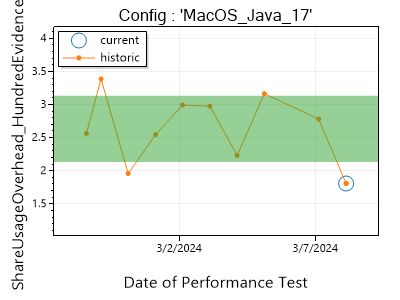 Config : 'MacOS_Java_17'
current
historic
4
3.5
3
2.5
2
1.5
ShareUsageOverhead_HundredEvidence
3/2/2024
3/7/2024
Date of Performance Test